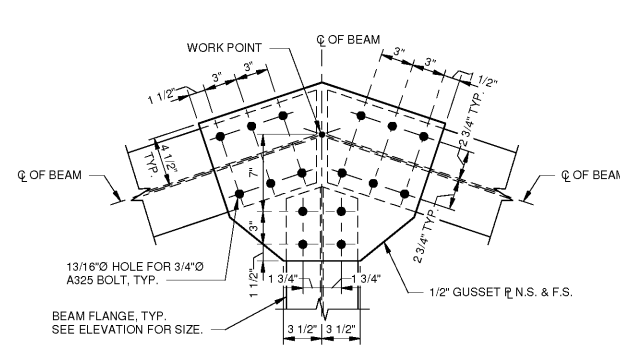 ℄ OF BEAM
WORK POINT
3"
3"
3"
3"
1 1/2"
1/2"
2 3/4" TYP.
4 1/2"
TYP.
7"
℄ OF BEAM
℄ OF BEAM
3"
2 3/4" TYP.
13/16"Ø HOLE FOR 3/4"Ø
A325 BOLT, TYP.
1 1/2"
1 3/4"
1 3/4"
1/2" GUSSET ⅊ N.S. & F.S.
BEAM FLANGE, TYP.
SEE ELEVATION FOR SIZE.
3 1/2"
3 1/2"